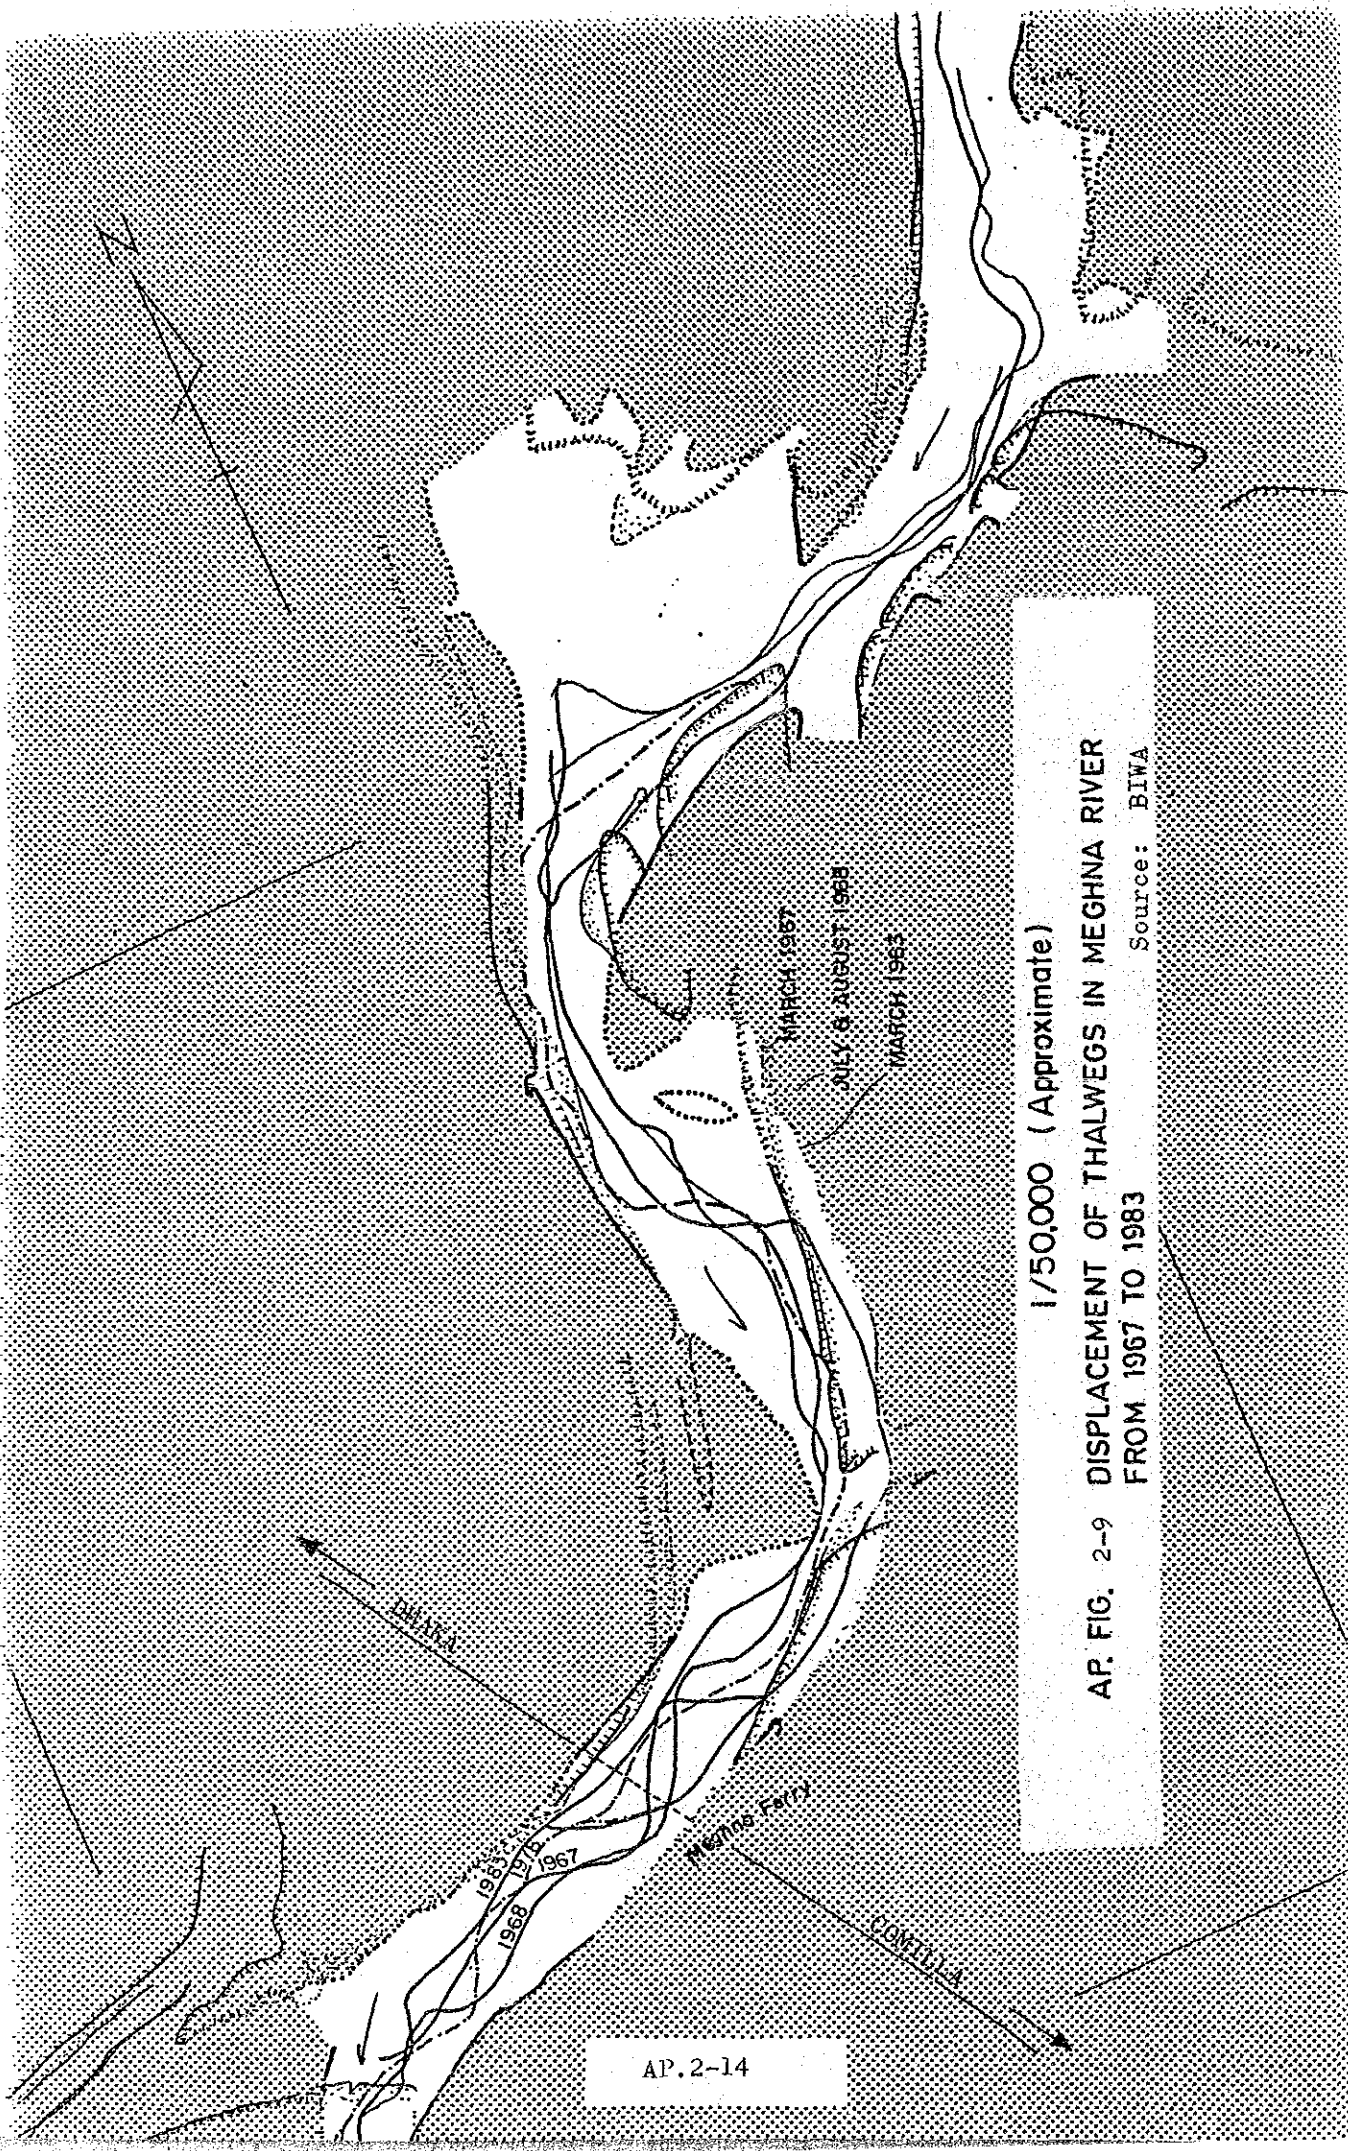 DHAKA
MARCH 1967
JULY & AUGUST 1968
MARCH 1983
1983
1978
1967
1968
Meghna Ferry
COMILLA
1/50,000 (Approximate)
AP. FIG. 2-9 DISPLACEMENT OF THALWEGS IN MEGHNA RIVER
FROM 1967 TO 1983
Source: BIWA
AP.2-14